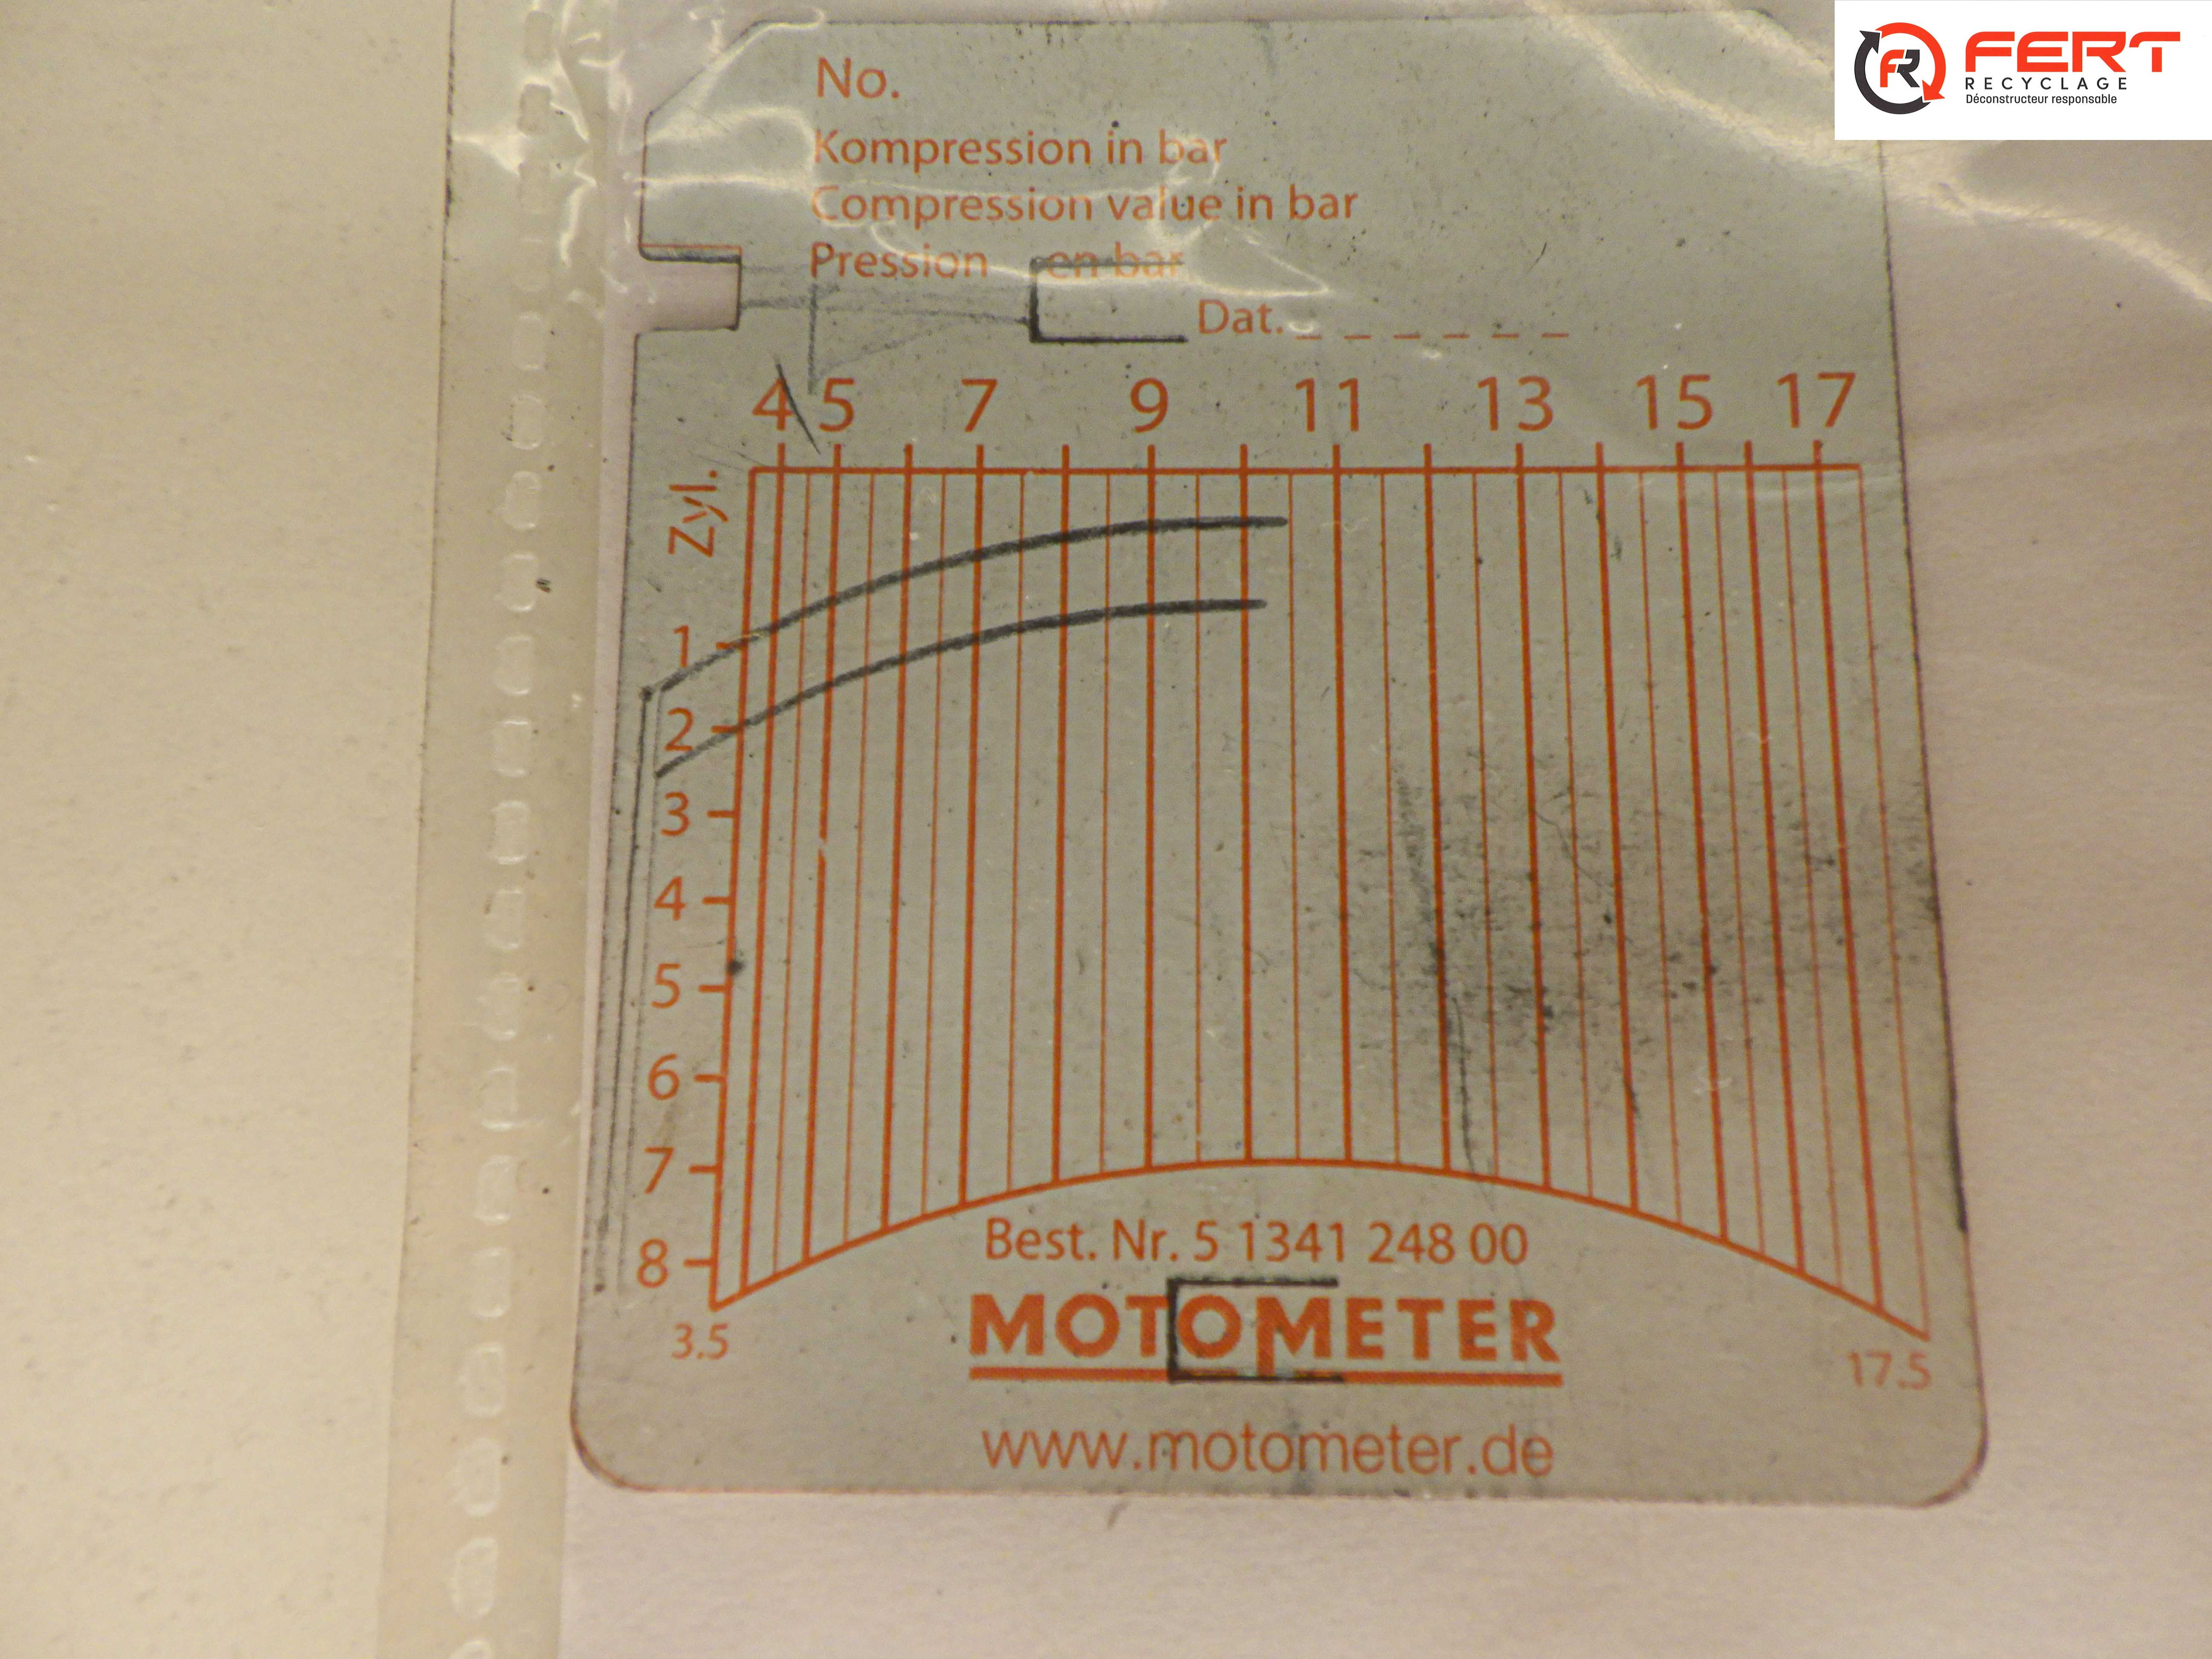 FERT
RECYCLAGE
Déconstructeur responsable
FR
No.
Kompression in bar
Compression value in bar
Pression en bar
Dat. _ _ _ _ _ _
4 5 7 9 11 13 15 17
Zyl.
1
2
3
4
5
6
7
8
3.5
17.5
Best. Nr. 5 1341 248 00
MOTOMETER
www.motometer.de